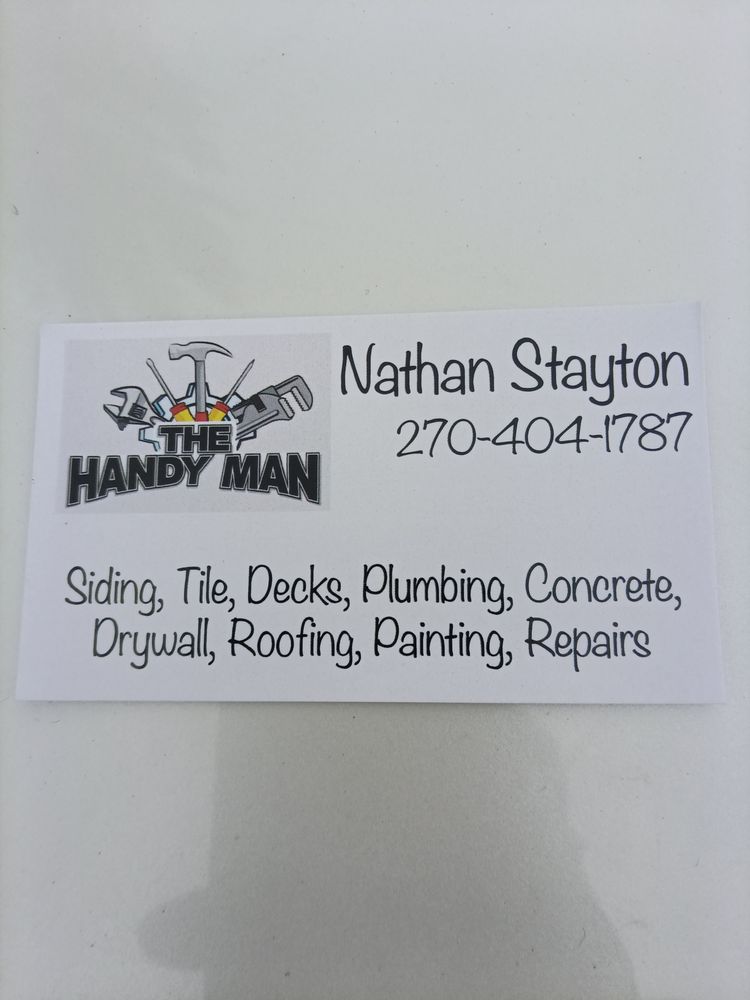 THE
HANDY MAN
Nathan Stayton
270-404-1787
Siding, Tile, Decks, Plumbing, Concrete,
Drywall, Roofing, Painting, Repairs